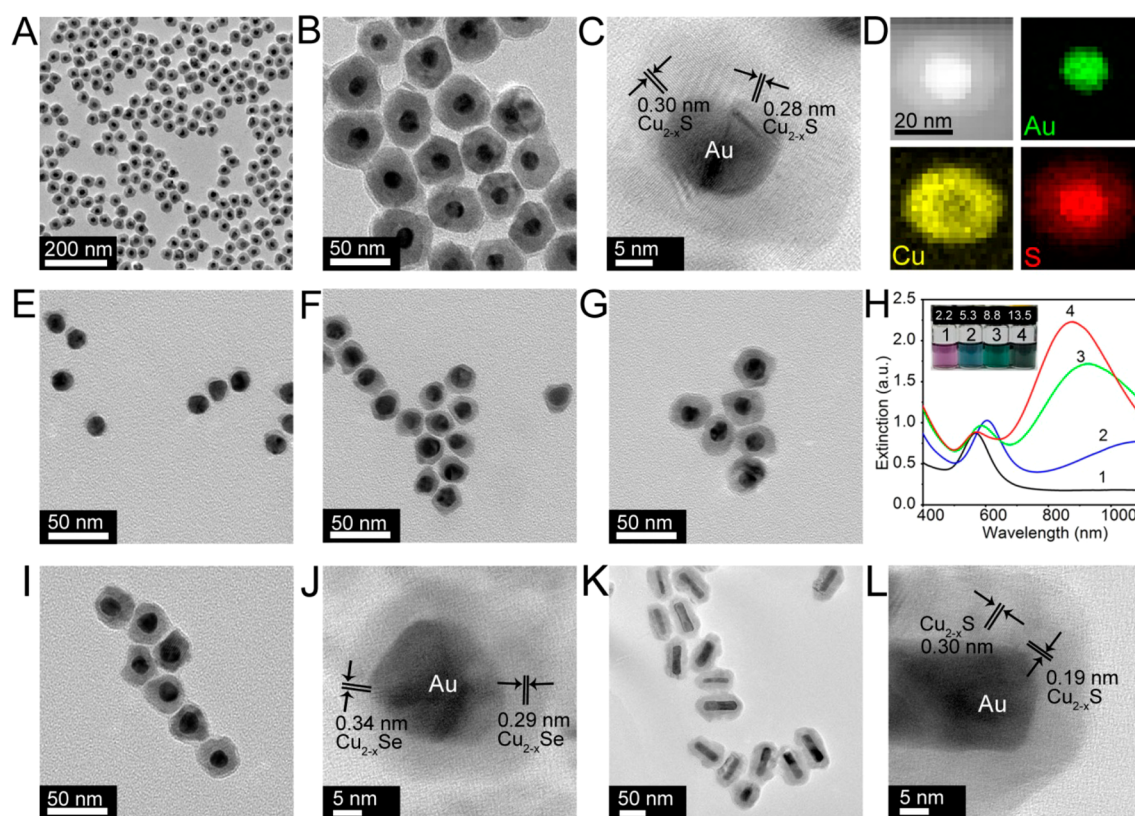 A
200 nm
B
50 nm
C
0.30 nm
Cu2-xS
0.28 nm
Cu2-xS
Au
5 nm
D
20 nm
Au
Cu
S
E
50 nm
F
50 nm
G
50 nm
H
2.5
2.0
1.5
1.0
0.5
0.0
Extinction (a.u.)
2.2 5.3 8.8 13.5
1 2 3 4
4
3
2
1
400 600 800 1000
Wavelength (nm)
I
50 nm
J
Au
0.34 nm
Cu2-xSe
0.29 nm
Cu2-xSe
5 nm
K
50 nm
L
Cu2-xS
0.30 nm
0.19 nm
Cu2-xS
Au
5 nm